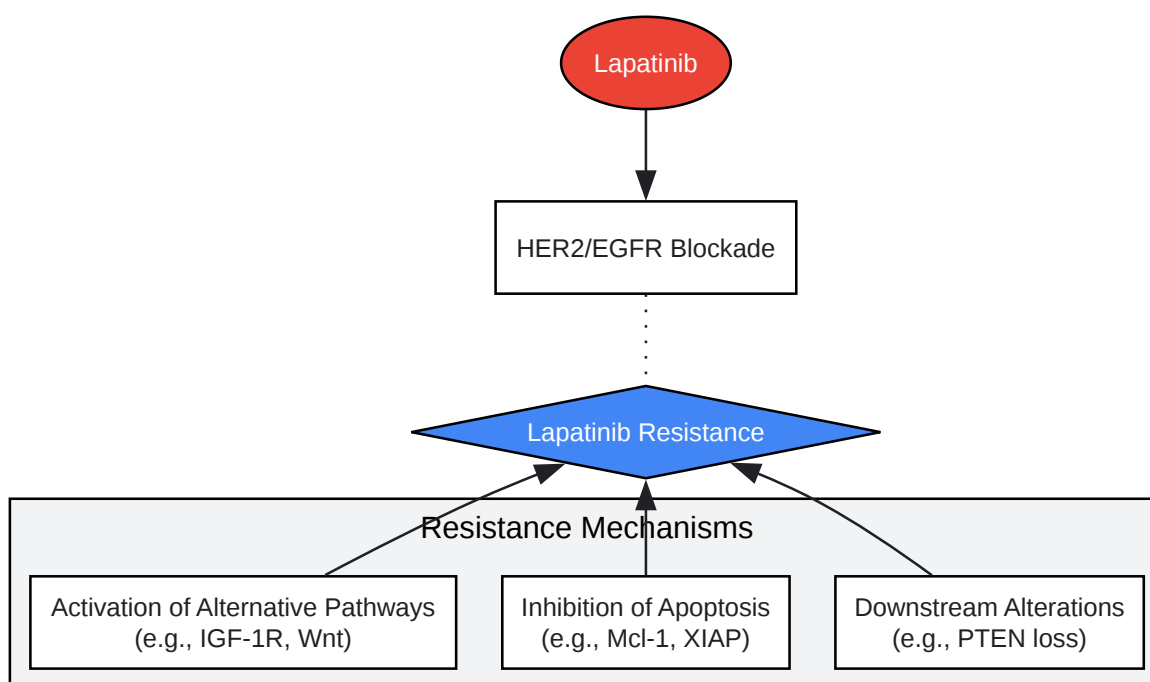 Lapatinib
HER2/EGFR Blockade
Lapatinib Resistance
Resistance Mechanisms
Activation of Alternative Pathways
(e.g., IGF-1R, Wnt)
Inhibition of Apoptosis
(e.g., Mcl-1, XIAP)
Downstream Alterations
(e.g., PTEN loss)